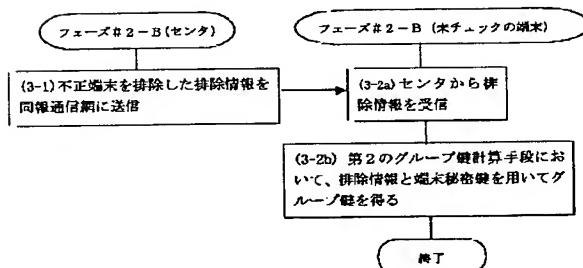 フェーズ#2-B(センタ)
フェーズ#2-B (未チェックの端末)
(3-1)不正端末を排除した排除情報を
同報通信網に送信
(3-2a)センタから排
除情報を受信
(3-2b) 第2のグループ鍵計算手段にお
いて、排除情報と端末秘密鍵を用いてグ
ループ鍵を得る
終了